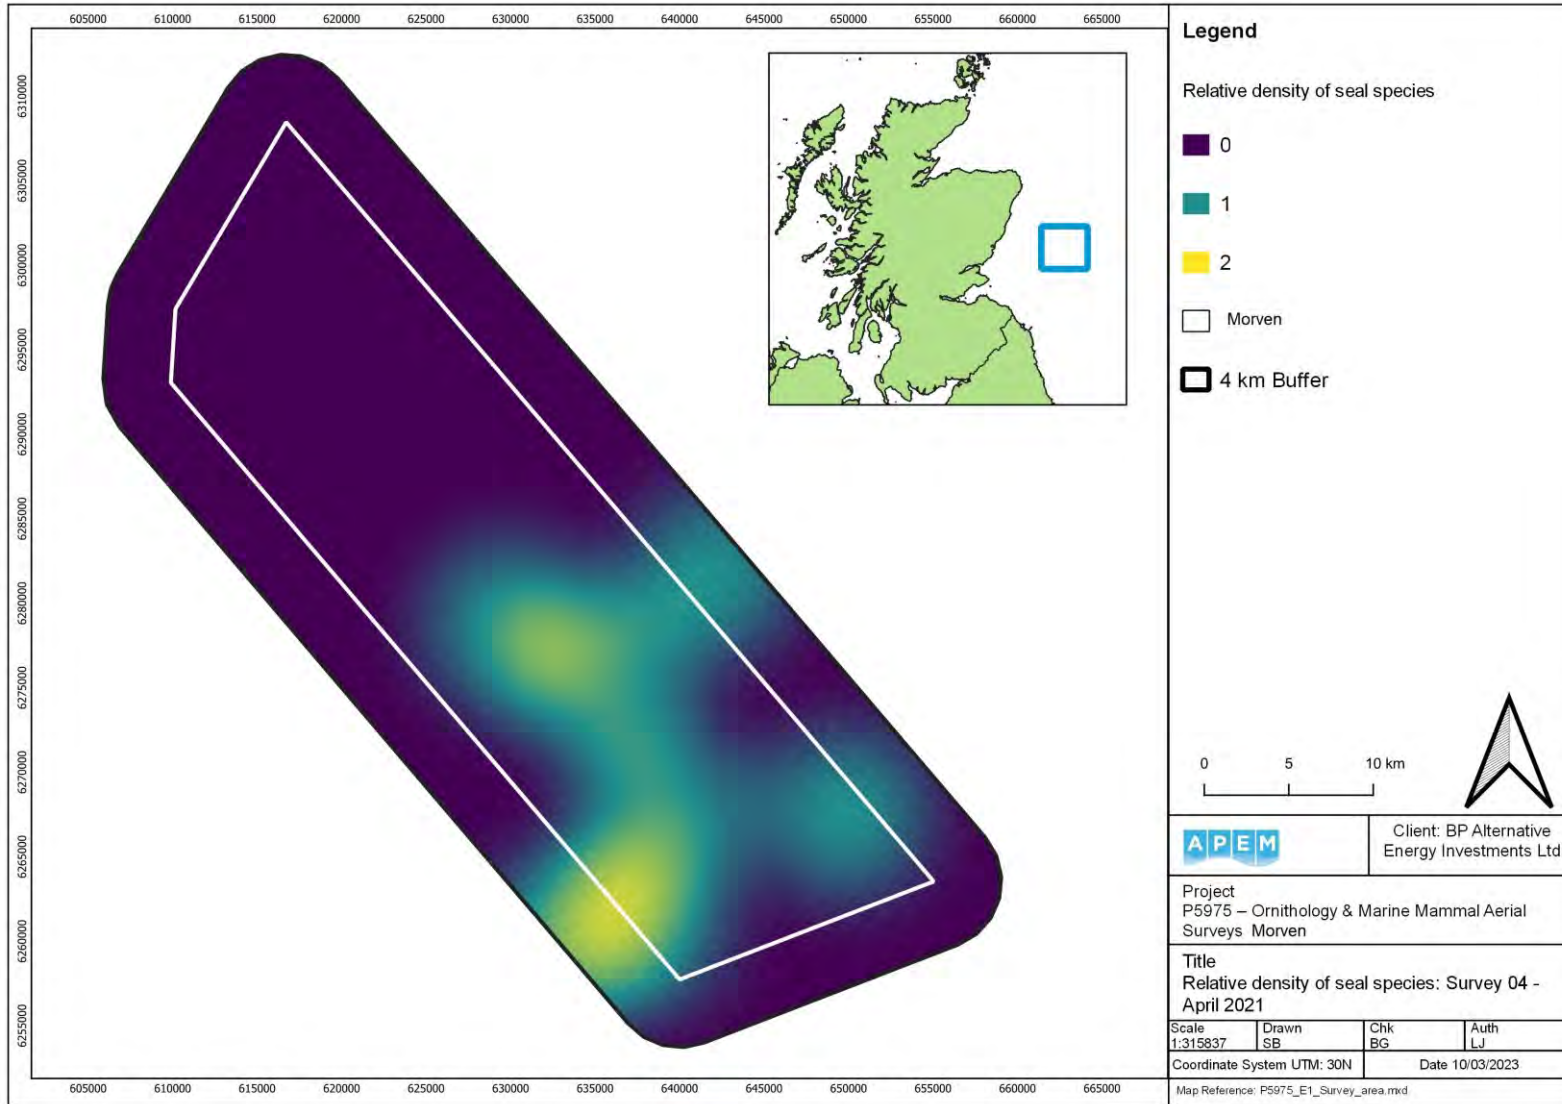 605000 610000 615000 620000 625000 630000 635000 640000 645000 650000 655000 660000 665000
6310000
6305000
6300000
6295000
6290000
6285000
6280000
6275000
6270000
6265000
6260000
6255000
605000 610000 615000 620000 625000 630000 635000 640000 645000 650000 655000 660000 665000
Legend
Relative density of seal species
0
1
2
Morven
4 km Buffer
0 5 10 km
APEM
Client: BP Alternative
Energy Investments Ltd
Project
P5975 – Ornithology & Marine Mammal Aerial
Surveys Morven
Title
Relative density of seal species: Survey 04 -
April 2021
Scale
1:315837
Drawn
SB
Chk
BG
Auth
LJ
Coordinate System UTM: 30N
Date 10/03/2023
Map Reference: P5975_E1_Survey_area.mxd